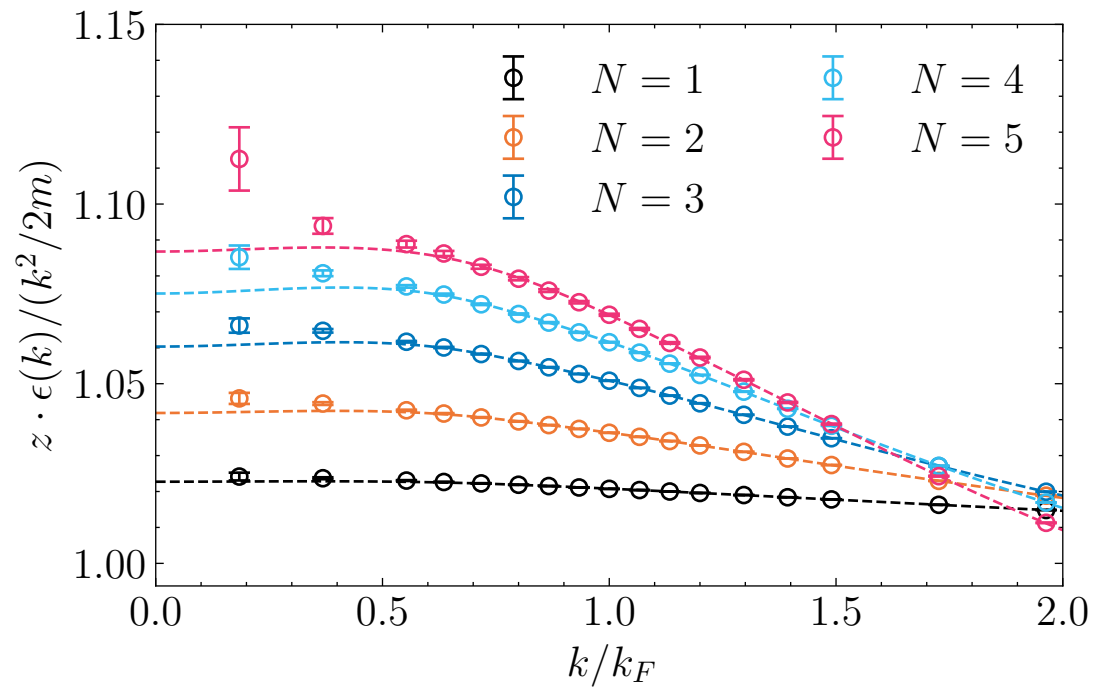 1.15
1.10
1.05
1.00
z · ϵ(k)/(k²/2m)
N = 1
N = 2
N = 3
N = 4
N = 5
0.0 0.5 1.0 1.5 2.0
k/k_F